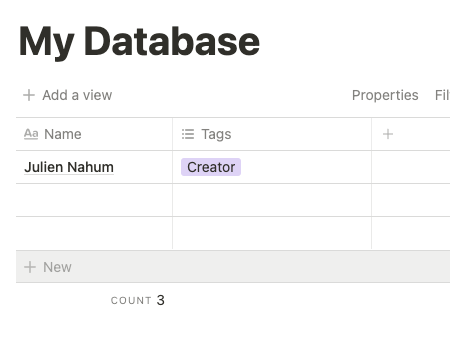 My Database
+ Add a view Properties Fil
Aa Name Tags +
Julien Nahum Creator
+ New
COUNT 3